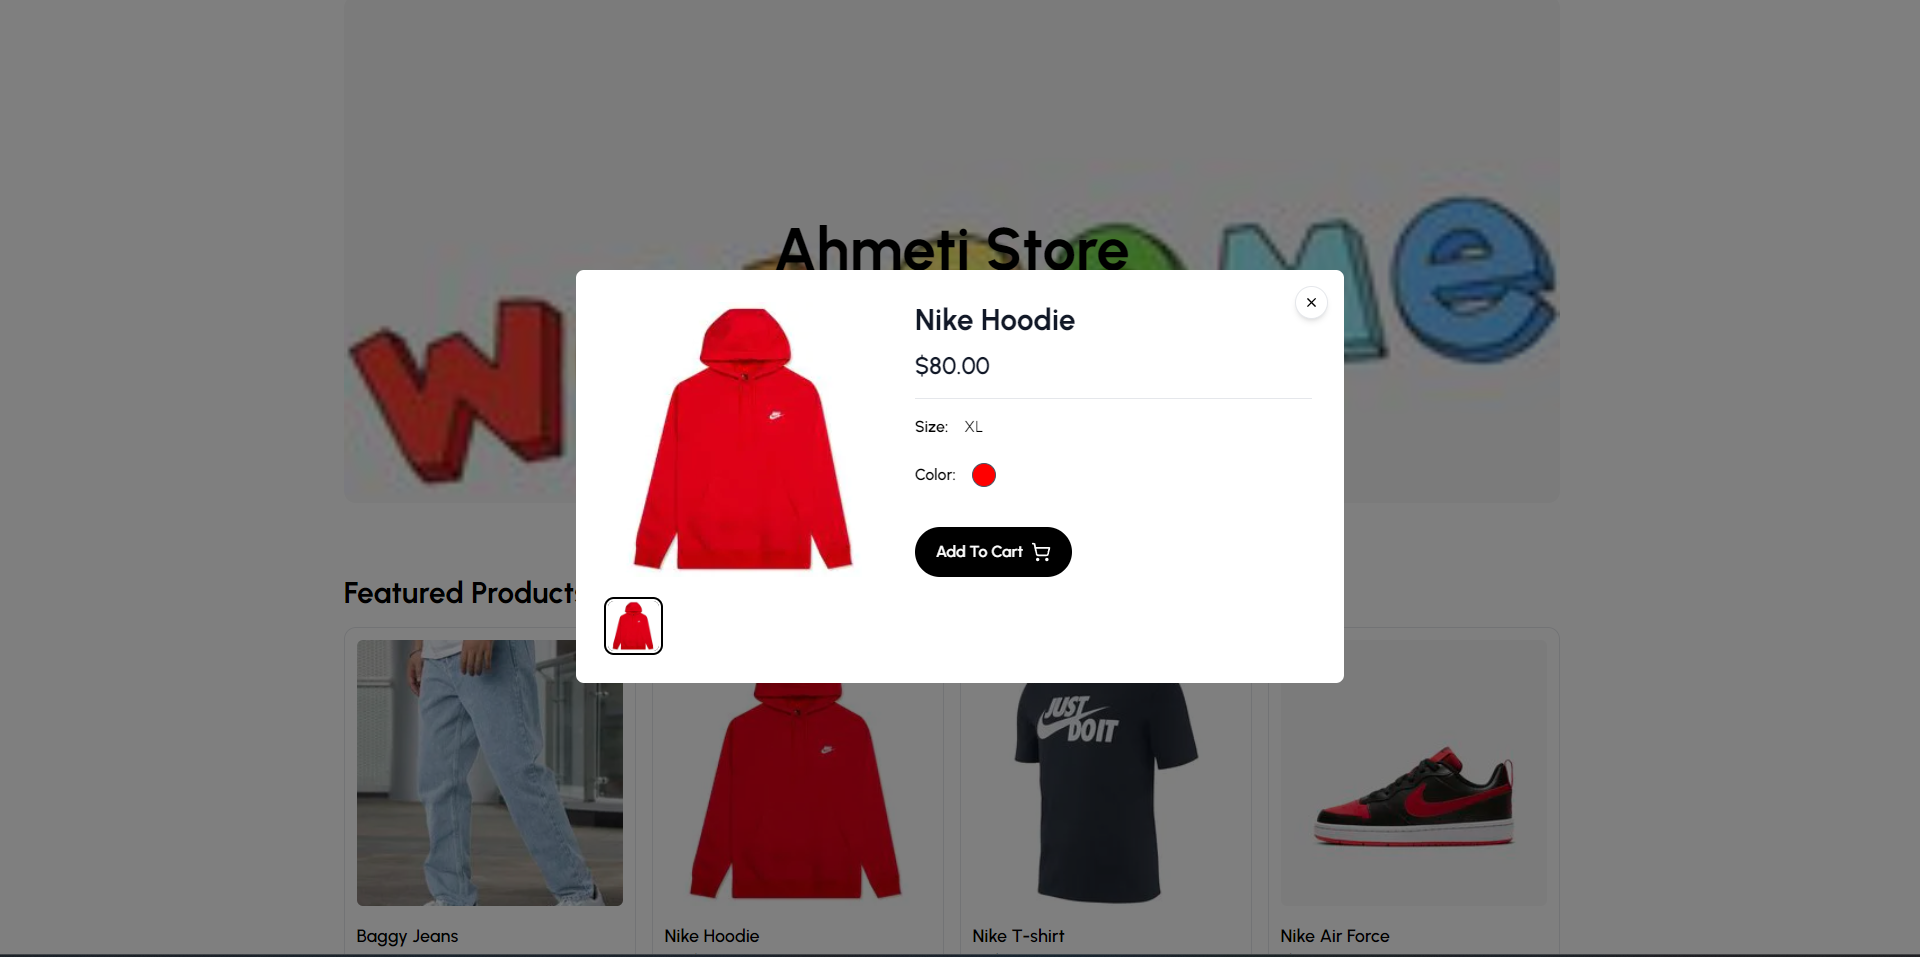 Ahmeti Store
Nike Hoodie
$80.00
Size: XL
Color:
Add To Cart
Featured Products
JUST
DO IT
Baggy Jeans
Nike Hoodie
Nike T-shirt
Nike Air Force